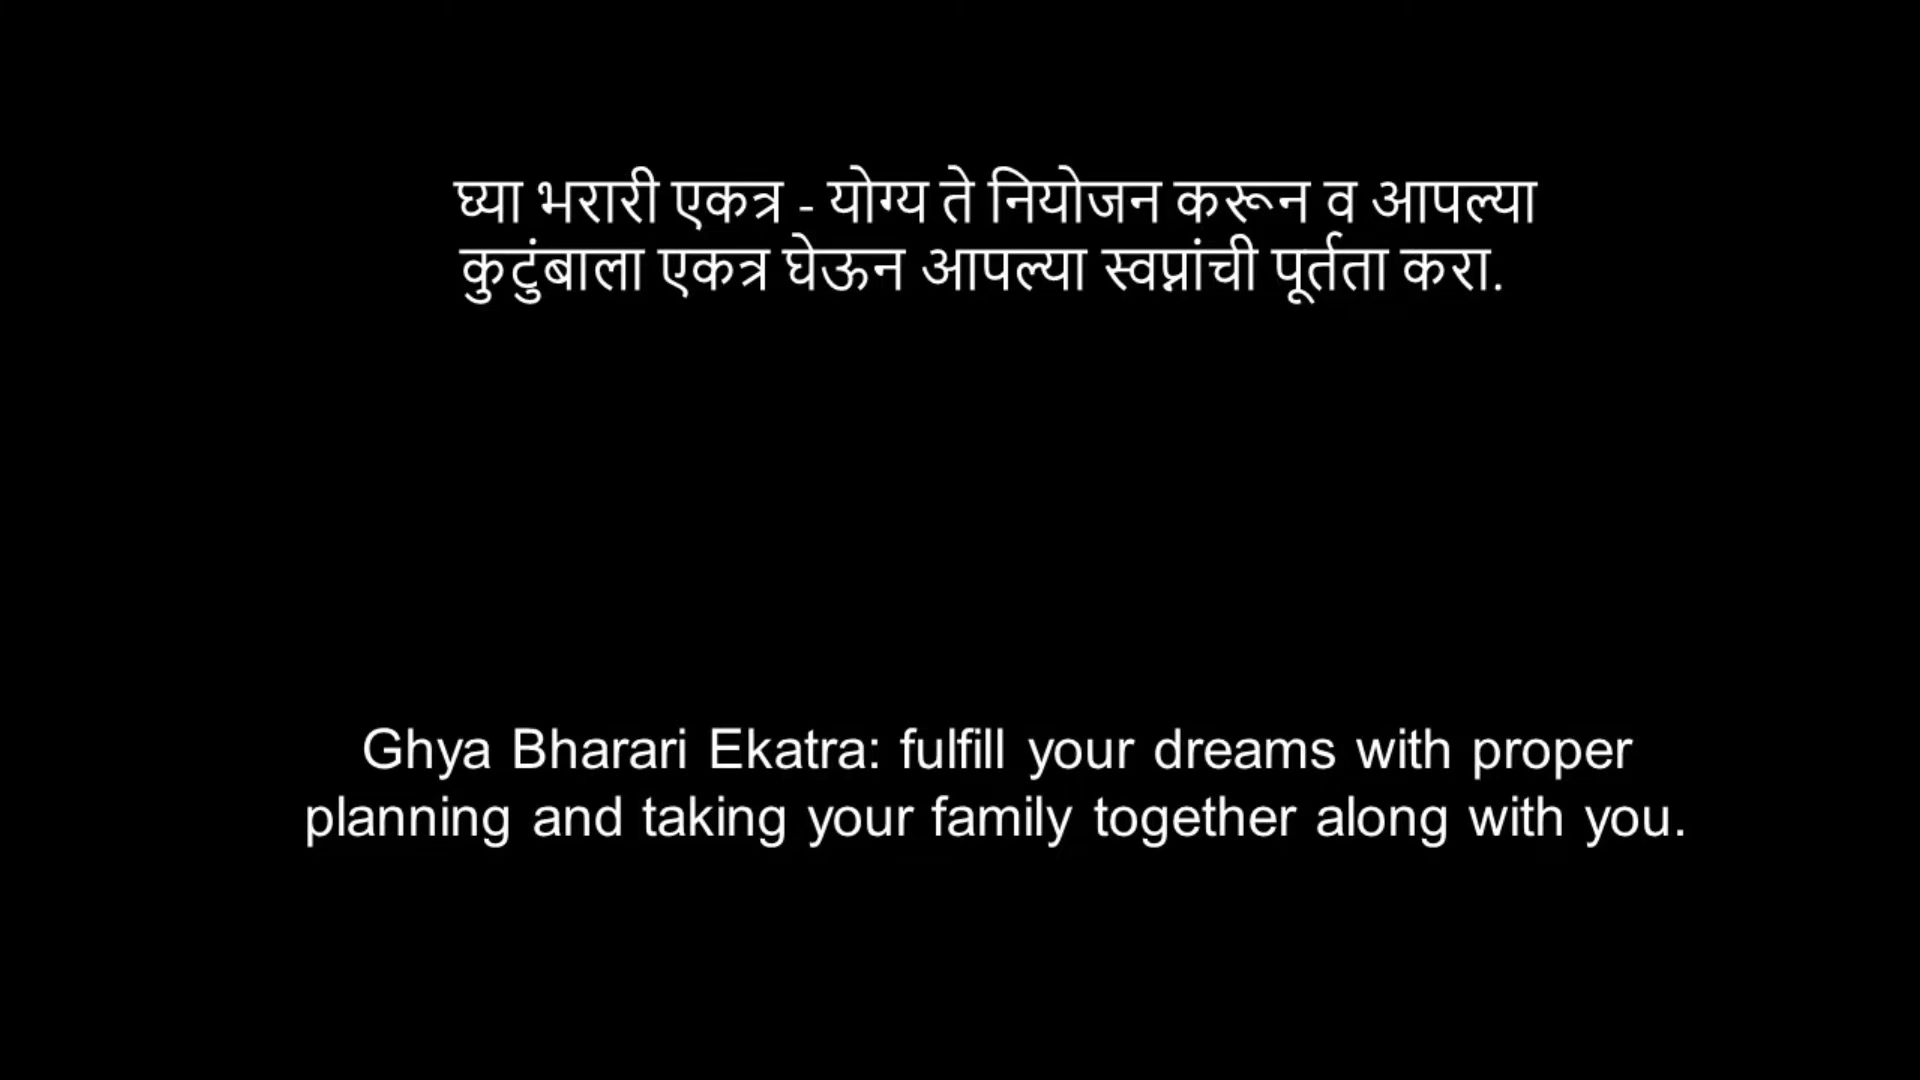 घ्या भरारी एकत्र - योग्य ते नियोजन करून व आपल्या
कुटुंबाला एकत्र घेऊन आपल्या स्वप्नांची पूर्तता करा.
Ghya Bharari Ekatra: fulfill your dreams with proper
planning and taking your family together along with you.